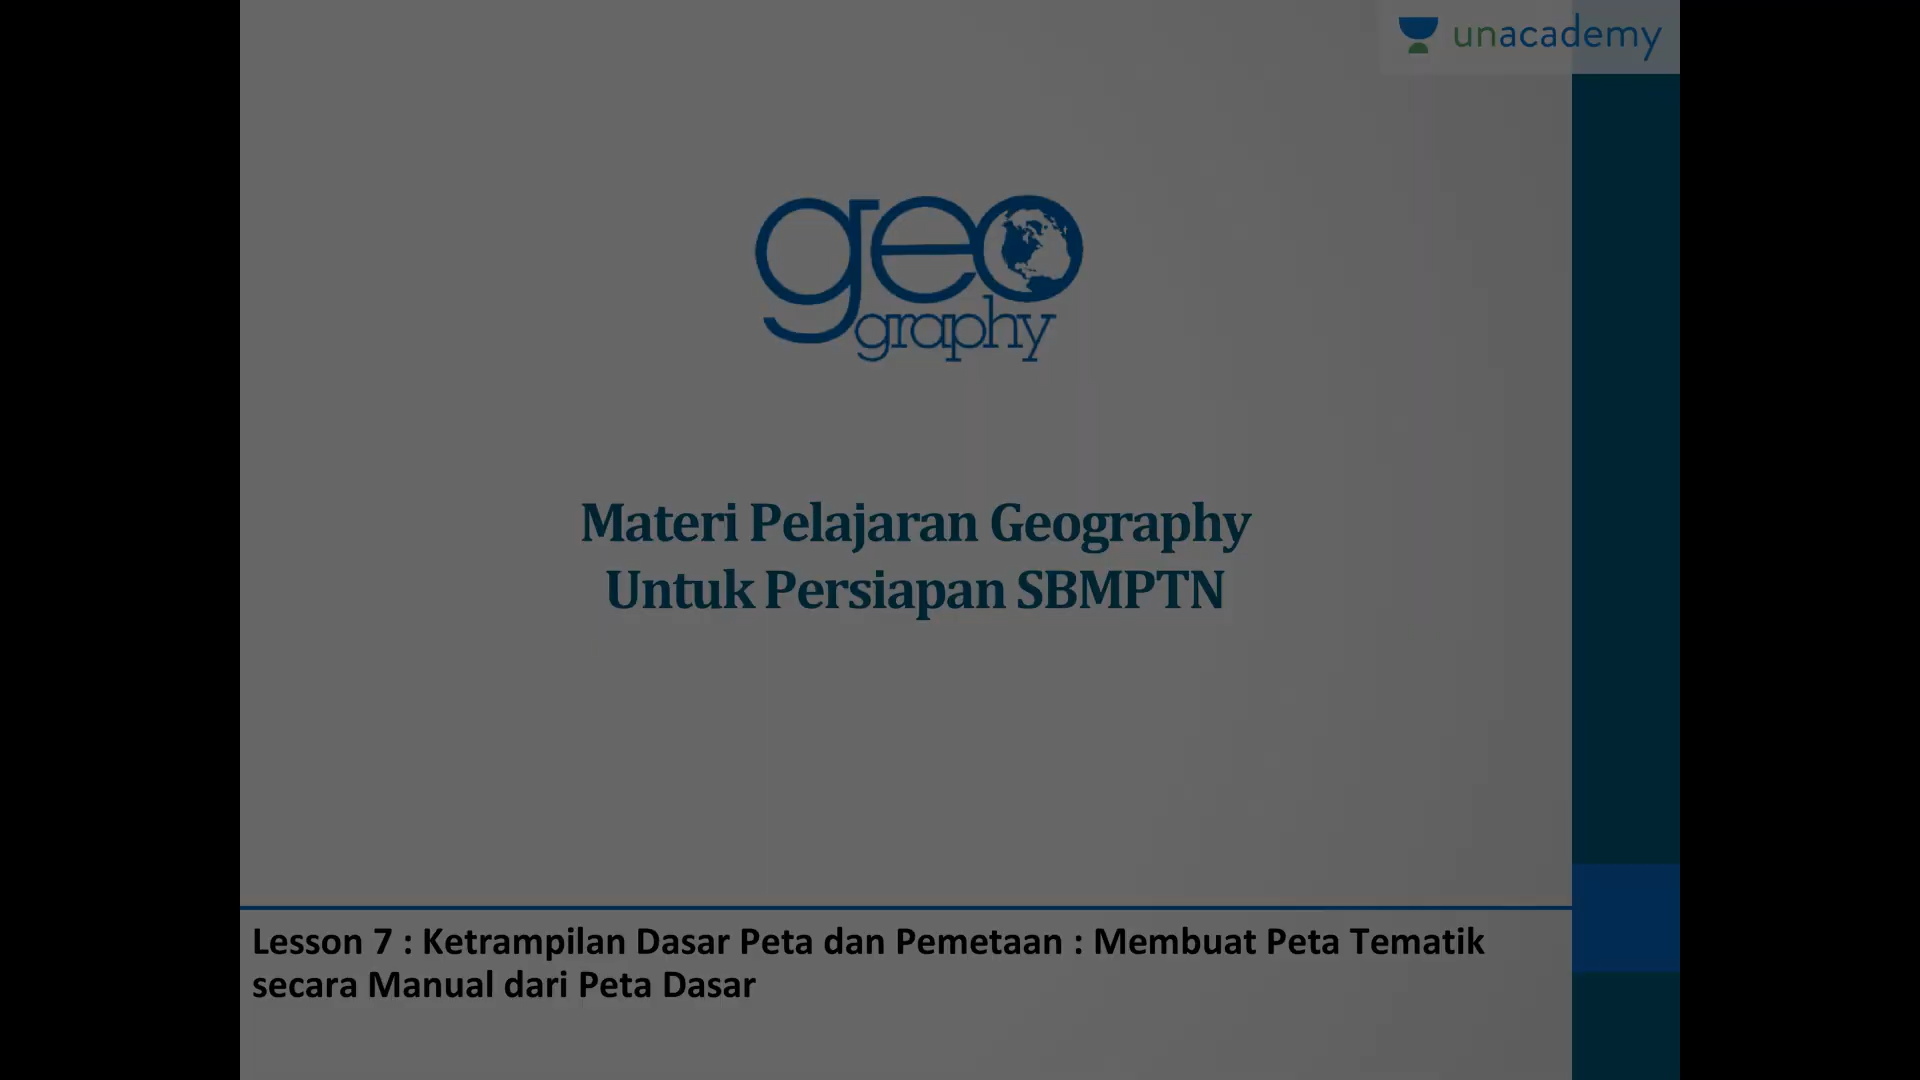 unacademy
geo
graphy
Materi Pelajaran Geography
Untuk Persiapan SBMPTN
Lesson 7 : Ketrampilan Dasar Peta dan Pemetaan : Membuat Peta Tematik
secara Manual dari Peta Dasar